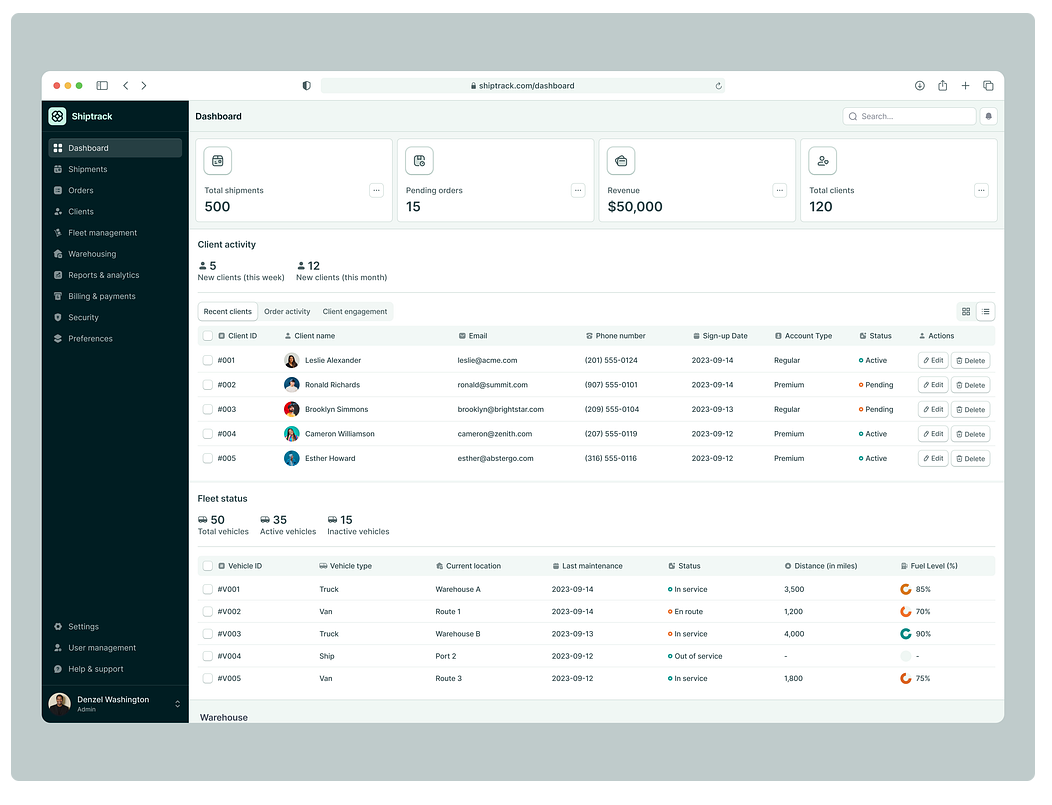 shiptrack.com/dashboard
Shiptrack
Dashboard
Shipments
Orders
Clients
Fleet management
Warehousing
Reports & analytics
Billing & payments
Security
Preferences
Settings
User management
Help & support
Denzel Washington
Admin
Dashboard
Search...
Total shipments
500
Pending orders
15
Revenue
$50,000
Total clients
120
Client activity
5
New clients (this week)
12
New clients (this month)
Recent clients Order activity Client engagement
Client ID Client name Email Phone number Sign-up Date Account Type Status Actions
#001 Leslie Alexander leslie@acme.com (201) 555-0124 2023-09-14 Regular Active Edit Delete
#002 Ronald Richards ronald@summit.com (907) 555-0101 2023-09-14 Premium Pending Edit Delete
#003 Brooklyn Simmons brooklyn@brightstar.com (209) 555-0104 2023-09-13 Regular Pending Edit Delete
#004 Cameron Williamson cameron@zenith.com (207) 555-0119 2023-09-12 Premium Active Edit Delete
#005 Esther Howard esther@abstergo.com (316) 555-0116 2023-09-12 Premium Active Edit Delete
Fleet status
50
Total vehicles
35
Active vehicles
15
Inactive vehicles
Vehicle ID Vehicle type Current location Last maintenance Status Distance (in miles) Fuel Level (%)
#V001 Truck Warehouse A 2023-09-14 In service 3,500 85%
#V002 Van Route 1 2023-09-14 En route 1,200 70%
#V003 Truck Warehouse B 2023-09-13 In service 4,000 90%
#V004 Ship Port 2 2023-09-12 Out of service - -
#V005 Van Route 3 2023-09-12 In service 1,800 75%
Warehouse